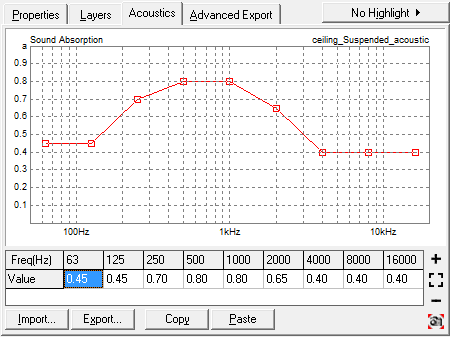 Properties Layers Acoustics Advanced Export No Highlight
Sound Absorption ceiling_Suspended_acoustic
a
0.9
0.8
0.7
0.6
0.5
0.4
0.3
0.2
0.1
100Hz 1kHz 10kHz
Freq(Hz) 63 125 250 500 1000 2000 4000 8000 16000
Value 0.45 0.45 0.70 0.80 0.80 0.65 0.40 0.40 0.40
Import... Export... Copy Paste